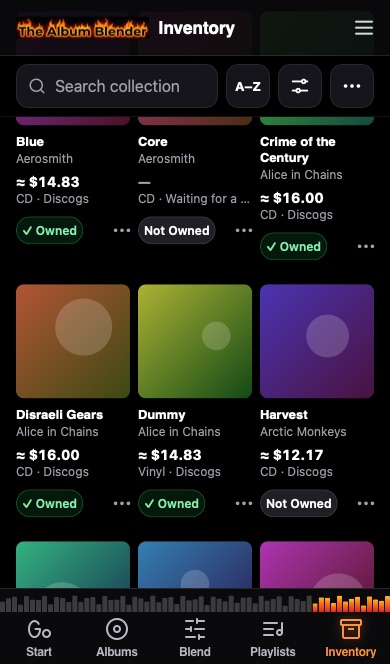 The Album Blender Inventory
Search collection
A–Z
Blue
Aerosmith
≈ $14.83
CD · Discogs
✓ Owned
Core
Aerosmith
—
CD · Waiting for a ...
Not Owned
Crime of the
Century
Alice in Chains
≈ $16.00
CD · Discogs
✓ Owned
Disraeli Gears
Alice in Chains
≈ $16.00
CD · Discogs
✓ Owned
Dummy
Alice in Chains
≈ $14.83
Vinyl · Discogs
✓ Owned
Harvest
Arctic Monkeys
≈ $12.17
CD · Discogs
Not Owned
Start
Albums
Blend
Playlists
Inventory